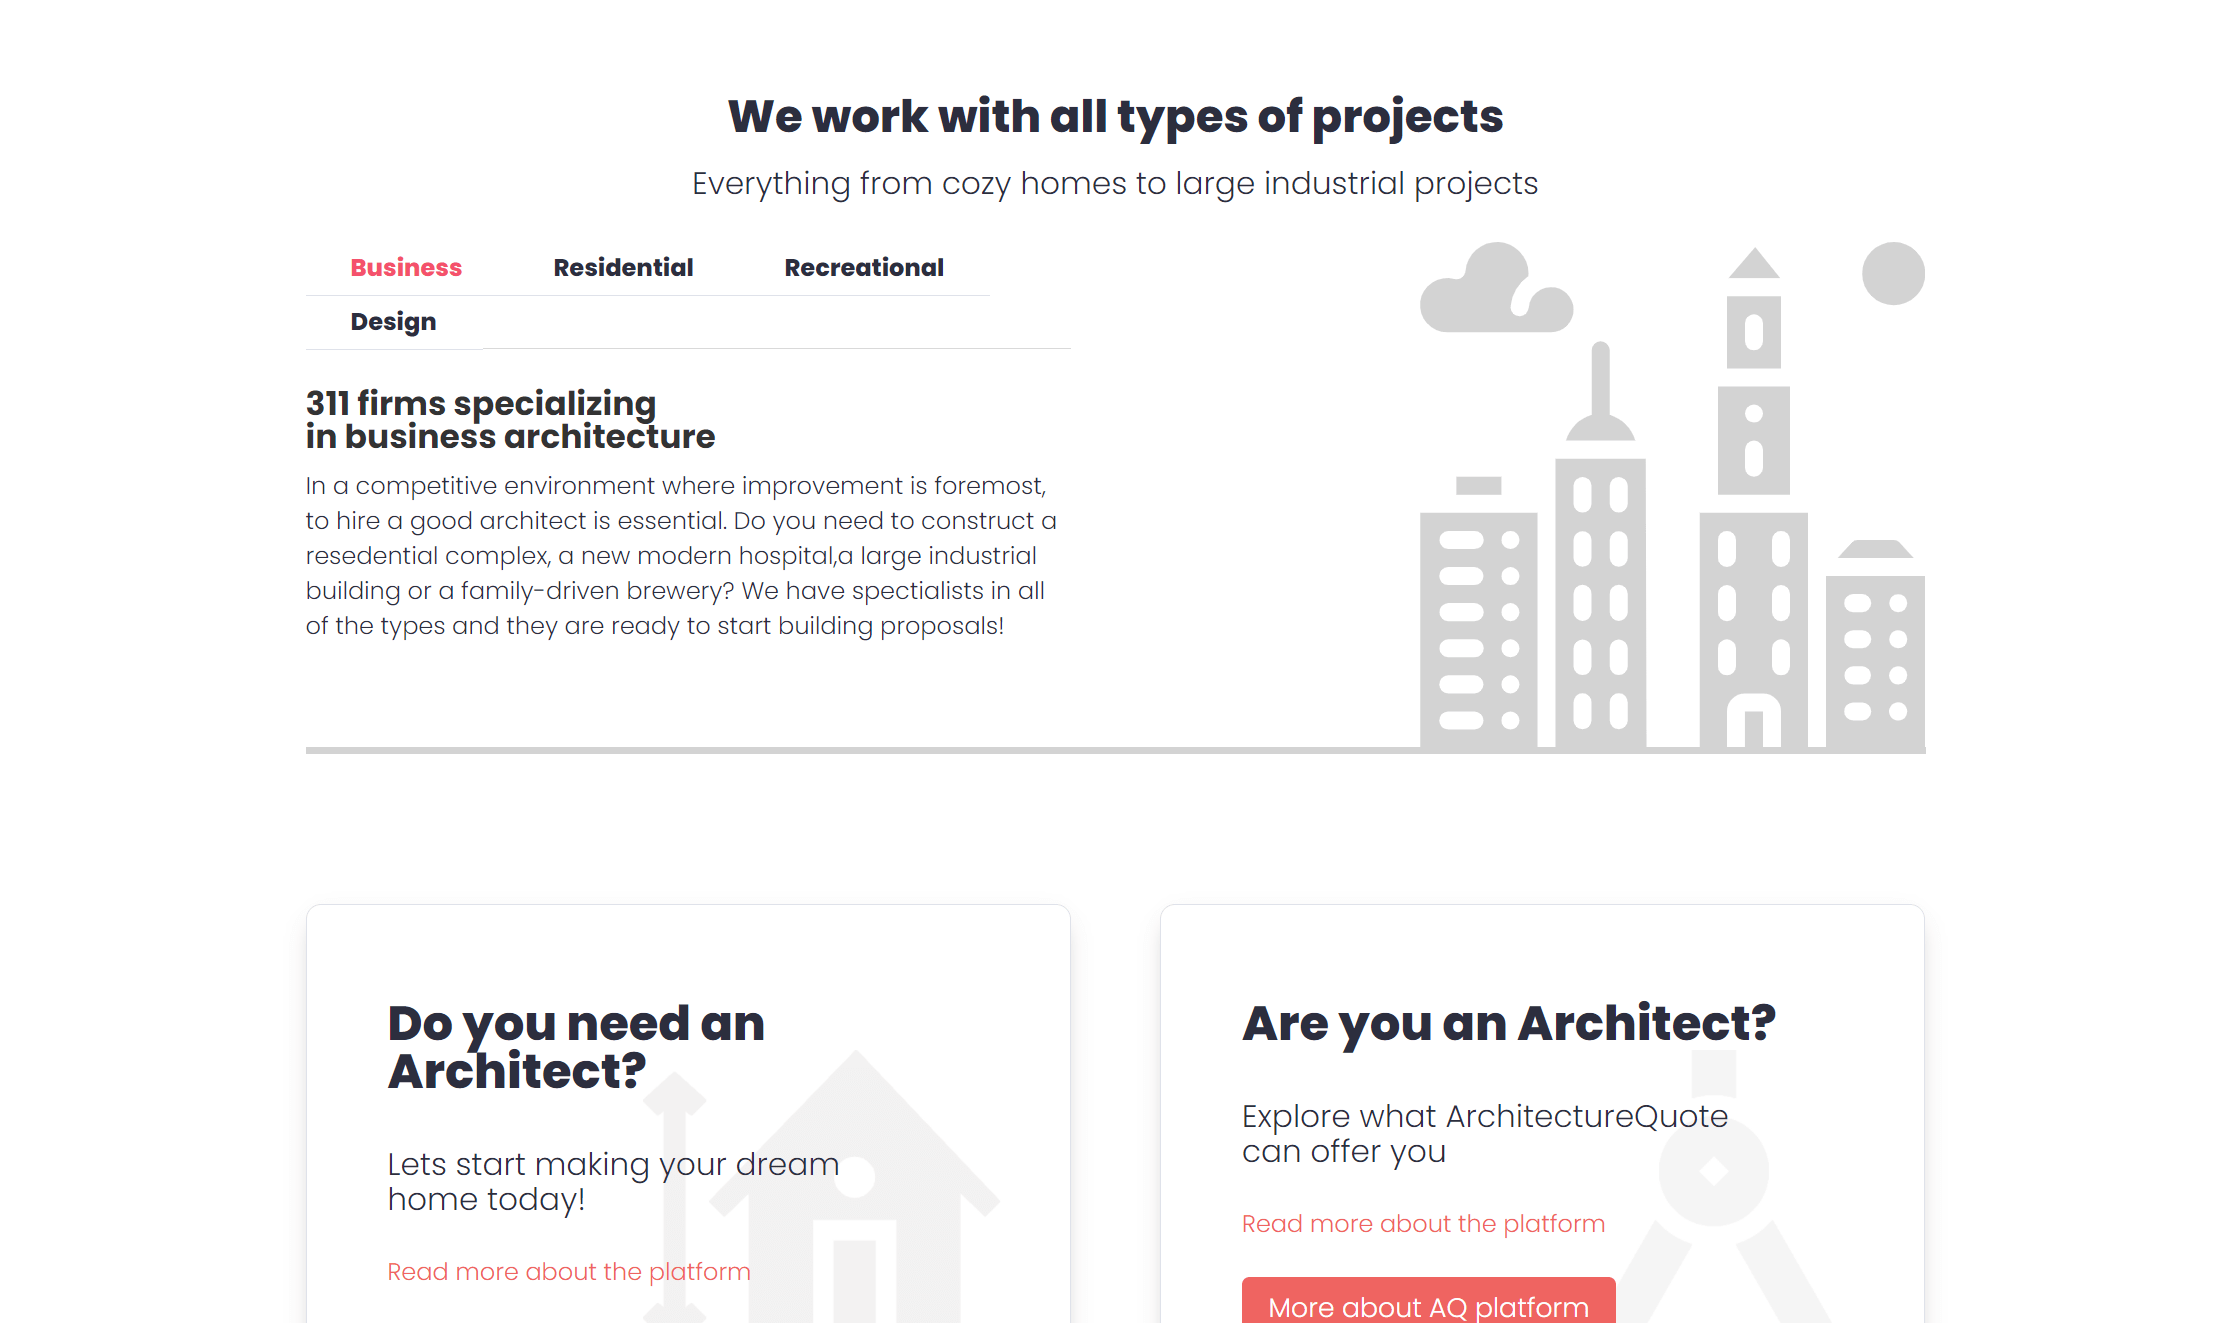 We work with all types of projects
Everything from cozy homes to large industrial projects
Business Residential Recreational
Design
311 firms specializing
in business architecture
In a competitive environment where improvement is foremost,
to hire a good architect is essential. Do you need to construct a
resedential complex, a new modern hospital,a large industrial
building or a family-driven brewery? We have spectialists in all
of the types and they are ready to start building proposals!
Do you need an
Architect?
Lets start making your dream
home today!
Read more about the platform
Are you an Architect?
Explore what ArchitectureQuote
can offer you
Read more about the platform
More about AQ platform